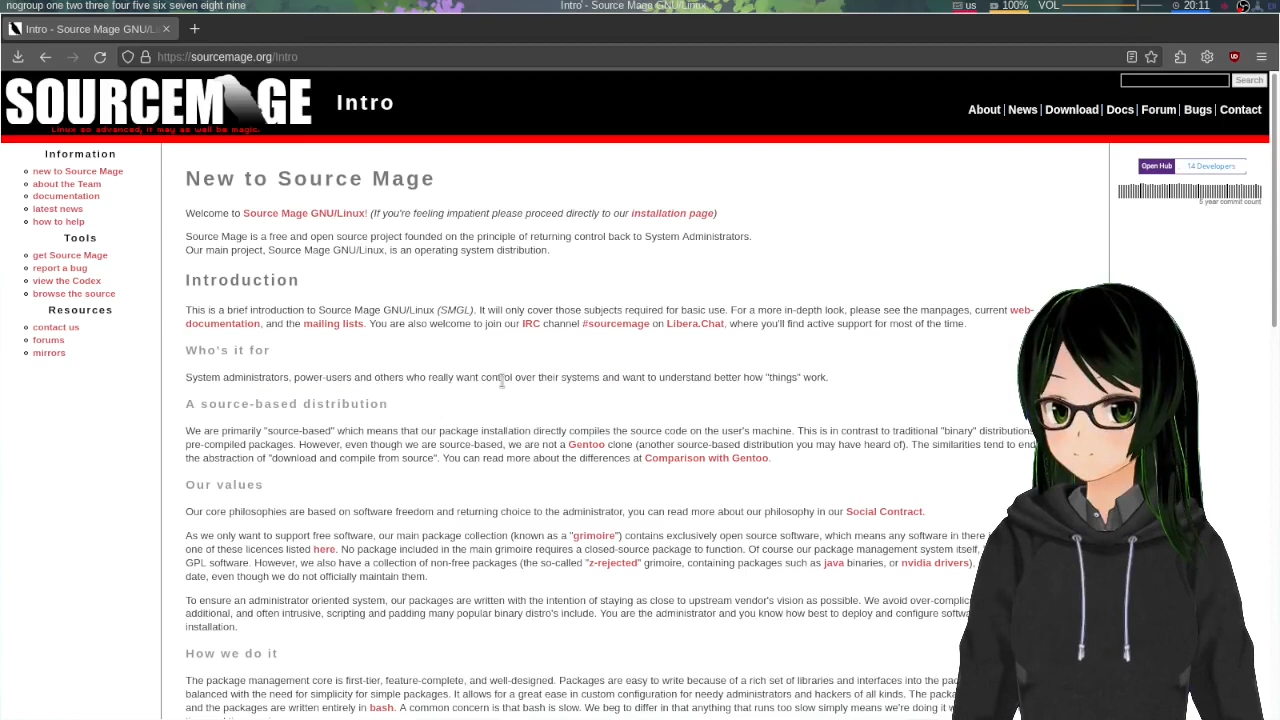 nogroup one two three four five six seven eight nine
Intro - Source Mage GNU/Linux
us 100% VOL 20:11
Intro - Source Mage GNU/Li
https://sourcemage.org/Intro
SOURCEMAGE
Linux so advanced, it may as well be magic.
Intro
Search
About News Download Docs Forum Bugs Contact
Information
new to Source Mage
about the Team
documentation
latest news
how to help
Tools
get Source Mage
report a bug
view the Codex
browse the source
Resources
contact us
forums
mirrors
New to Source Mage
Welcome to Source Mage GNU/Linux! (If you're feeling impatient please proceed directly to our installation page)
Source Mage is a free and open source project founded on the principle of returning control back to System Administrators.
Our main project, Source Mage GNU/Linux, is an operating system distribution.
Introduction
This is a brief introduction to Source Mage GNU/Linux (SMGL). It will only cover those subjects required for basic use. For a more in-depth look, please see the manpages, current web-
documentation, and the mailing lists. You are also welcome to join our IRC channel #sourcemage on Libera.Chat, where you'll find active support for most of the time.
Who's it for
System administrators, power-users and others who really want control over their systems and want to understand better how "things" work.
A source-based distribution
We are primarily "source-based" which means that our package installation directly compiles the source code on the user's machine. This is in contrast to traditional "binary" distributions
pre-compiled packages. However, even though we are source-based, we are not a Gentoo clone (another source-based distribution you may have heard of). The similarities tend to end
the abstraction of "download and compile from source". You can read more about the differences at Comparison with Gentoo.
Our values
Our core philosophies are based on software freedom and returning choice to the administrator, you can read more about our philosophy in our Social Contract.
As we only want to support free software, our main package collection (known as a "grimoire") contains exclusively open source software, which means any software in there
one of these licences listed here. No package included in the main grimoire requires a closed-source package to function. Of course our package management system itself,
GPL software. However, we also have a collection of non-free packages (the so-called "z-rejected" grimoire, containing packages such as java binaries, or nvidia drivers),
date, even though we do not officially maintain them.
To ensure an administrator oriented system, our packages are written with the intention of staying as close to upstream vendor's vision as possible. We avoid
additional, and often intrusive, scripting and padding many popular binary distro's include. You are the administrator and you know how best to deploy and configure
installation.
How we do it
The package management core is first-tier, feature-complete, and well-designed. Packages are easy to write because of a rich set of libraries and interfaces into the
balanced with the need for simplicity for simple packages. It allows for a great ease in custom configuration for needy administrators and hackers of all kinds. The
and the packages are written entirely in bash. A common concern is that bash is slow. We beg to differ in that anything that runs too slow simply means we're doing it
Open Hub 14 Developers
5 year commit count